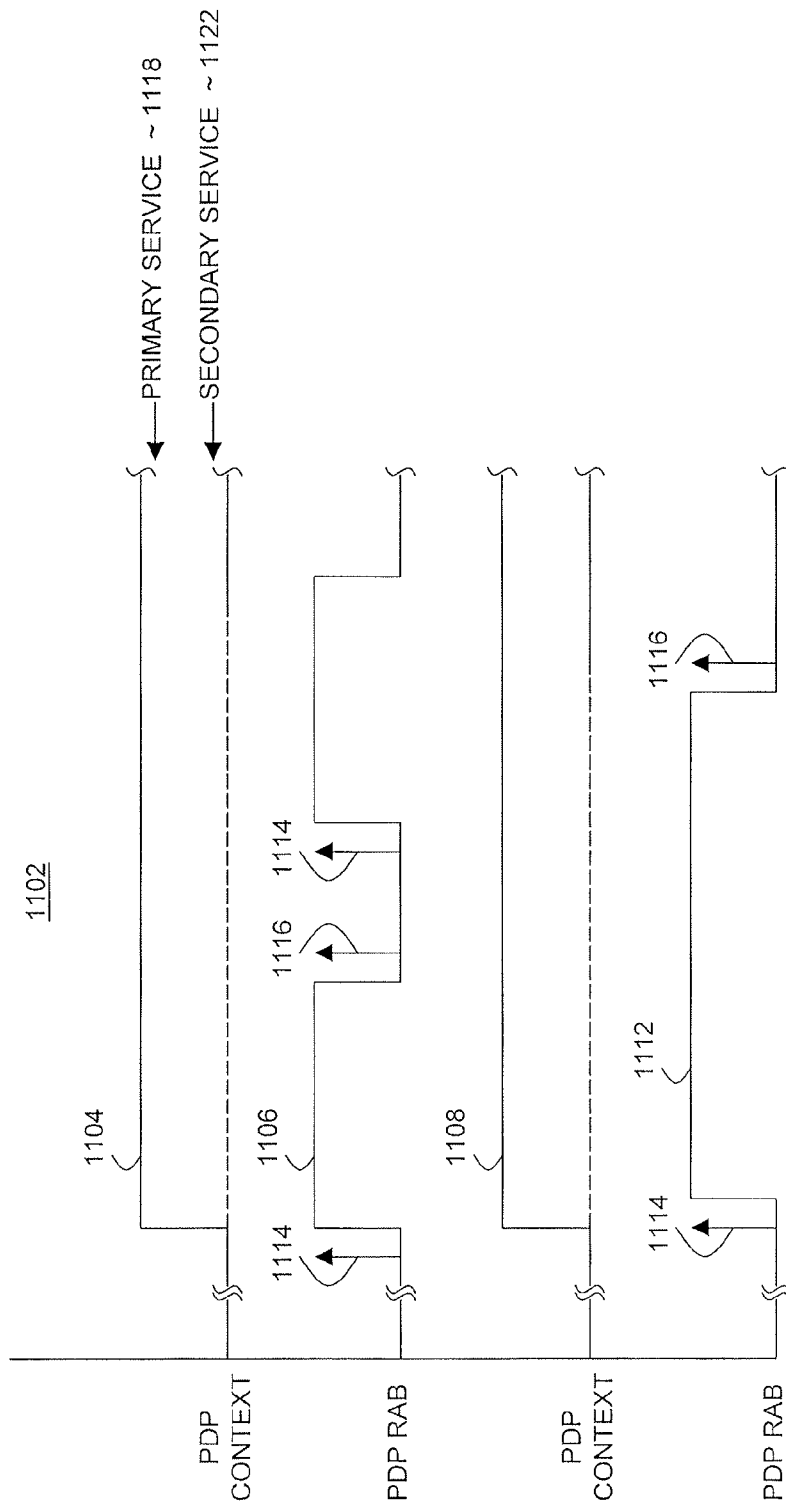 1102
PRIMARY SERVICE ~ 1118
SECONDARY SERVICE ~ 1122
1104
PDP
CONTEXT
1114
1106
1116
1114
PDP RAB
1108
PDP
CONTEXT
1114
1112
1116
PDP RAB